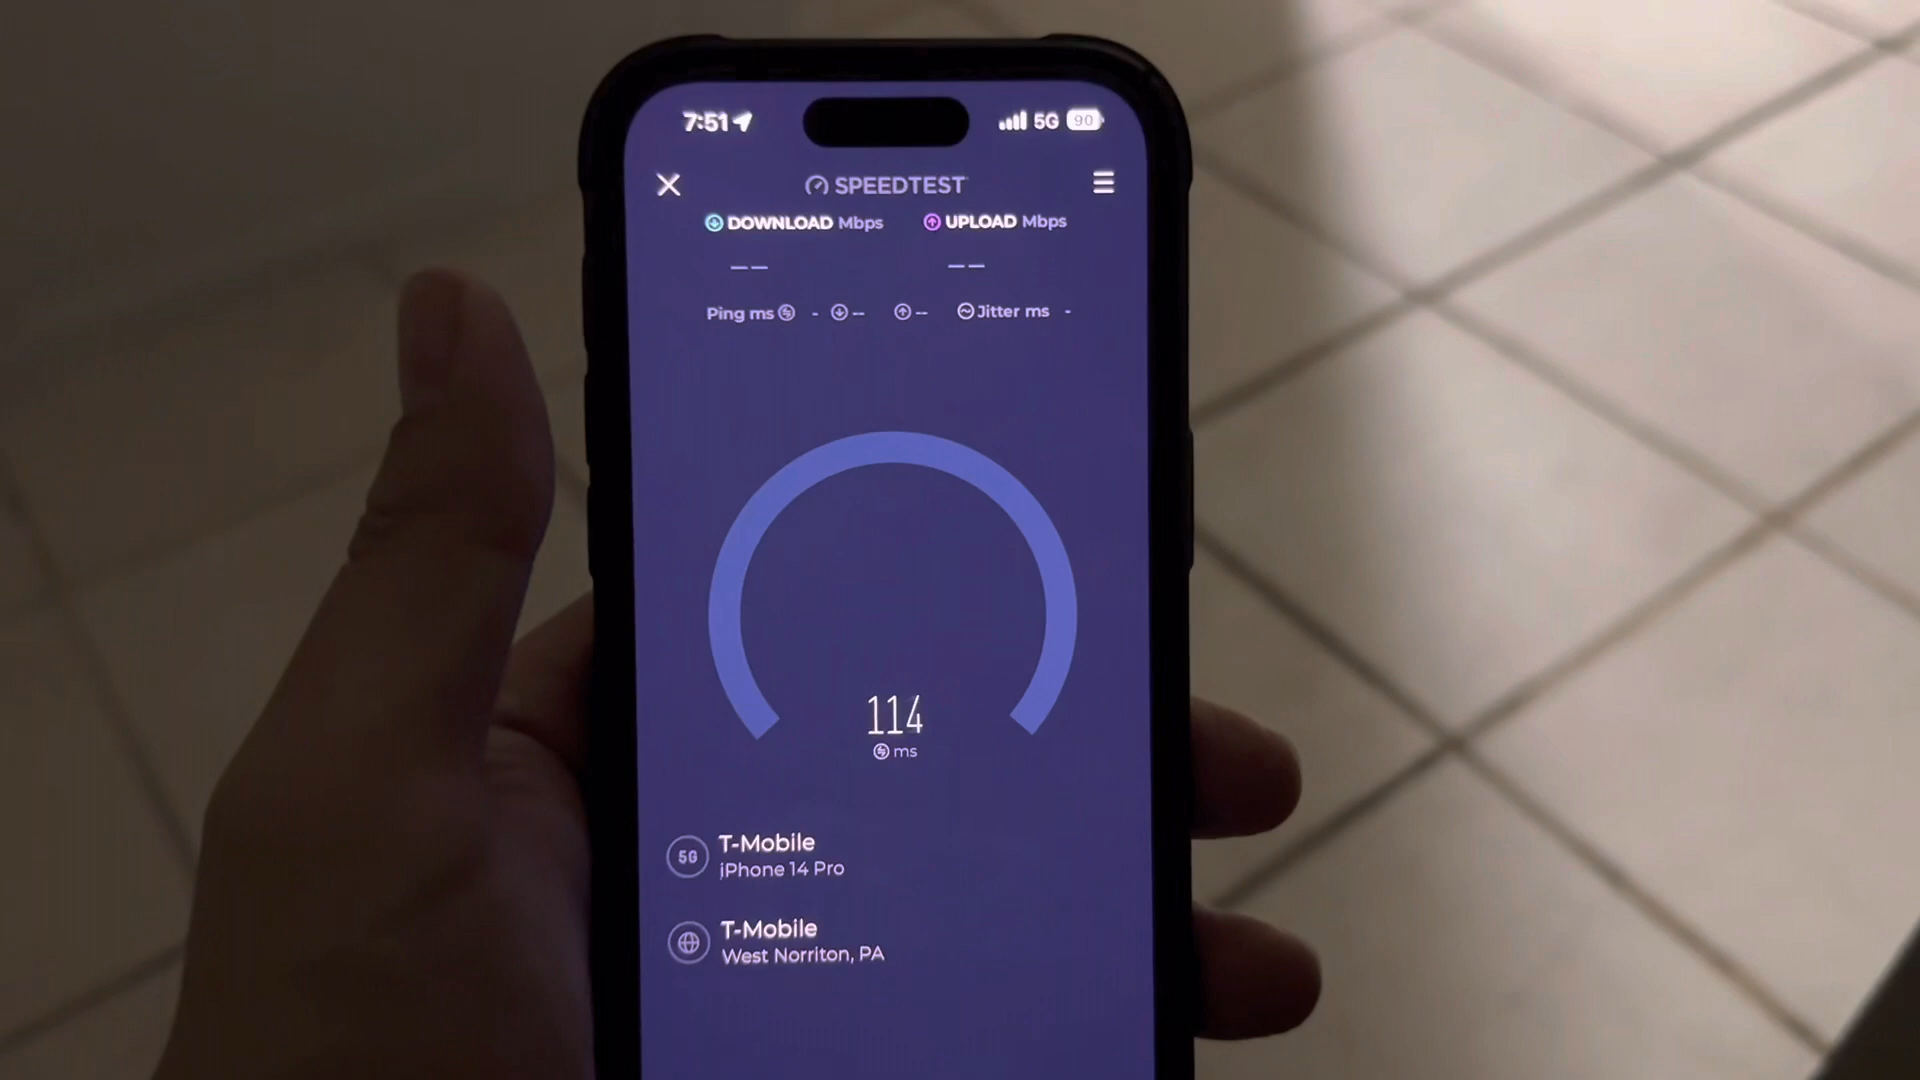 7:51 5G 90
SPEEDTEST
DOWNLOAD Mbps UPLOAD Mbps
-- --
Ping ms - -- -- Jitter ms -
114
ms
5G T-Mobile
iPhone 14 Pro
T-Mobile
West Norriton, PA